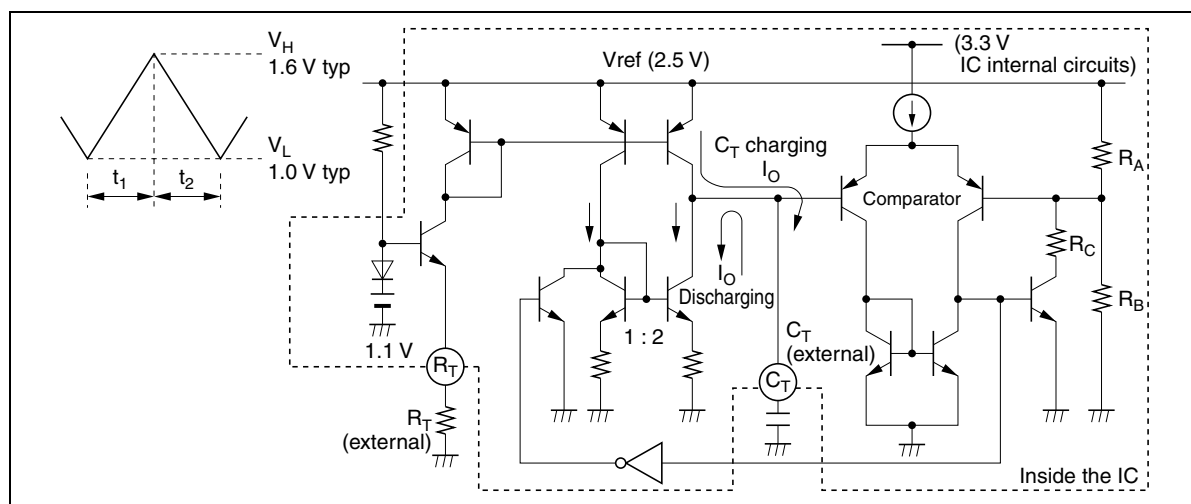 V_H
1.6 V typ
V_L
1.0 V typ
t_1
t_2
Vref (2.5 V)
(3.3 V
IC internal circuits)
C_T charging
I_O
Comparator
R_A
R_C
R_B
I_O
Discharging
1 : 2
1.1 V
R_T
R_T
(external)
C_T
(external)
C_T
Inside the IC